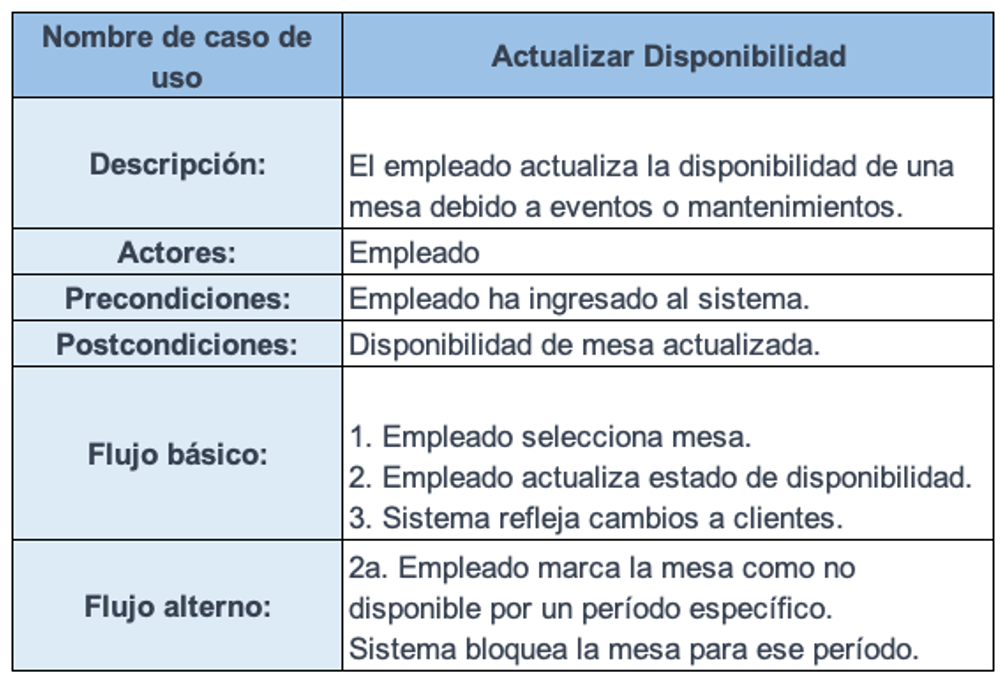 Nombre de caso de
uso
Actualizar Disponibilidad
Descripción:
El empleado actualiza la disponibilidad de una
mesa debido a eventos o mantenimientos.
Actores:
Empleado
Precondiciones:
Empleado ha ingresado al sistema.
Postcondiciones:
Disponibilidad de mesa actualizada.
Flujo básico:
1. Empleado selecciona mesa.
2. Empleado actualiza estado de disponibilidad.
3. Sistema refleja cambios a clientes.
Flujo alterno:
2a. Empleado marca la mesa como no
disponible por un período específico.
Sistema bloquea la mesa para ese período.